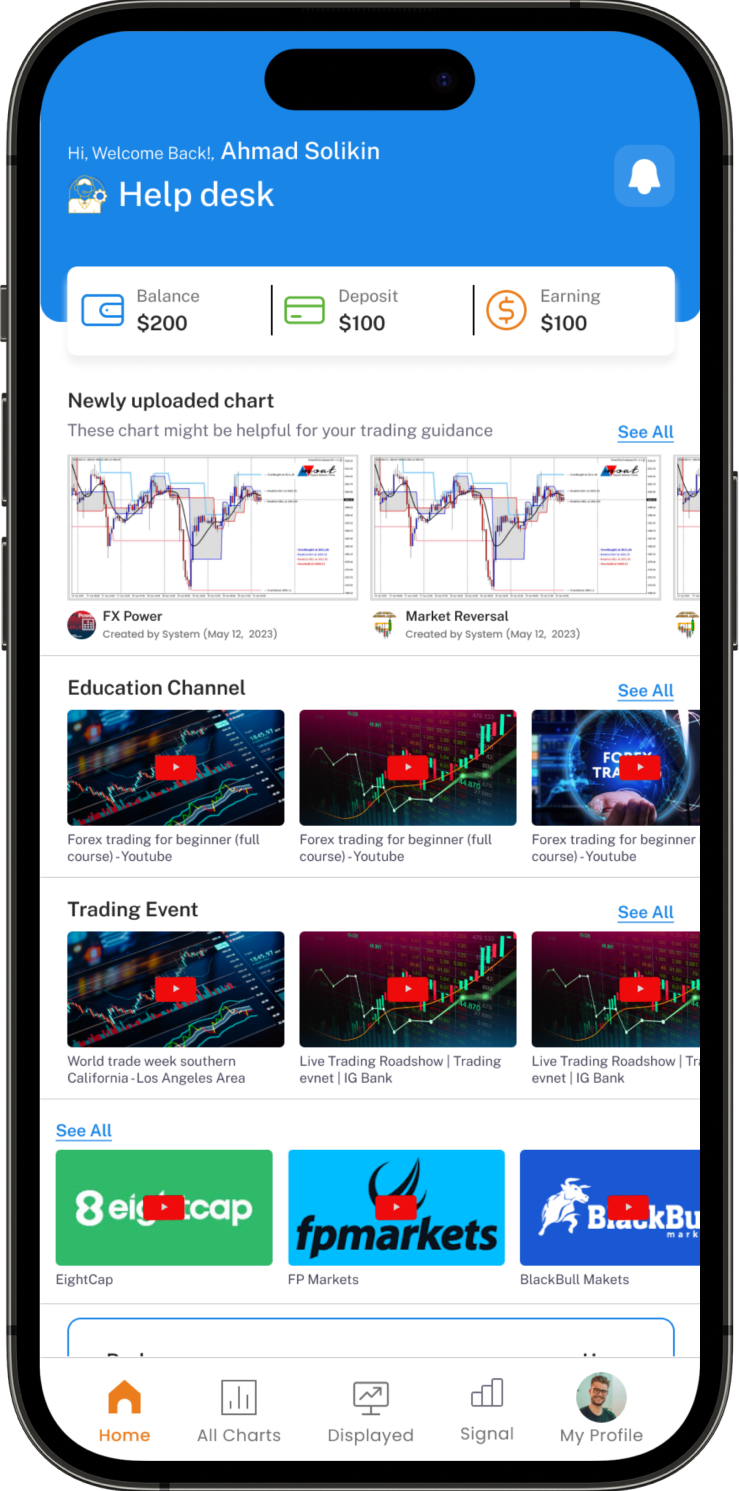 Hi, Welcome Back!, Ahmad Solikin
Help desk
Balance
$200
Deposit
$100
Earning
$100
Newly uploaded chart
These chart might be helpful for your trading guidance
See All
FX Power
Created by System (May 12, 2023)
Market Reversal
Created by System (May 12, 2023)
Education Channel
See All
Forex trading for beginner (full
course) - Youtube
Forex trading for beginner (full
course) - Youtube
Forex trading for beginner
course) - Youtube
Trading Event
See All
World trade week southern
California - Los Angeles Area
Live Trading Roadshow | Trading
evnet | IG Bank
Live Trading Roadshow | Tra
evnet | IG Bank
See All
fpmarkets
EightCap
FP Markets
BlackBull Makets
Home
All Charts
Displayed
Signal
My Profile